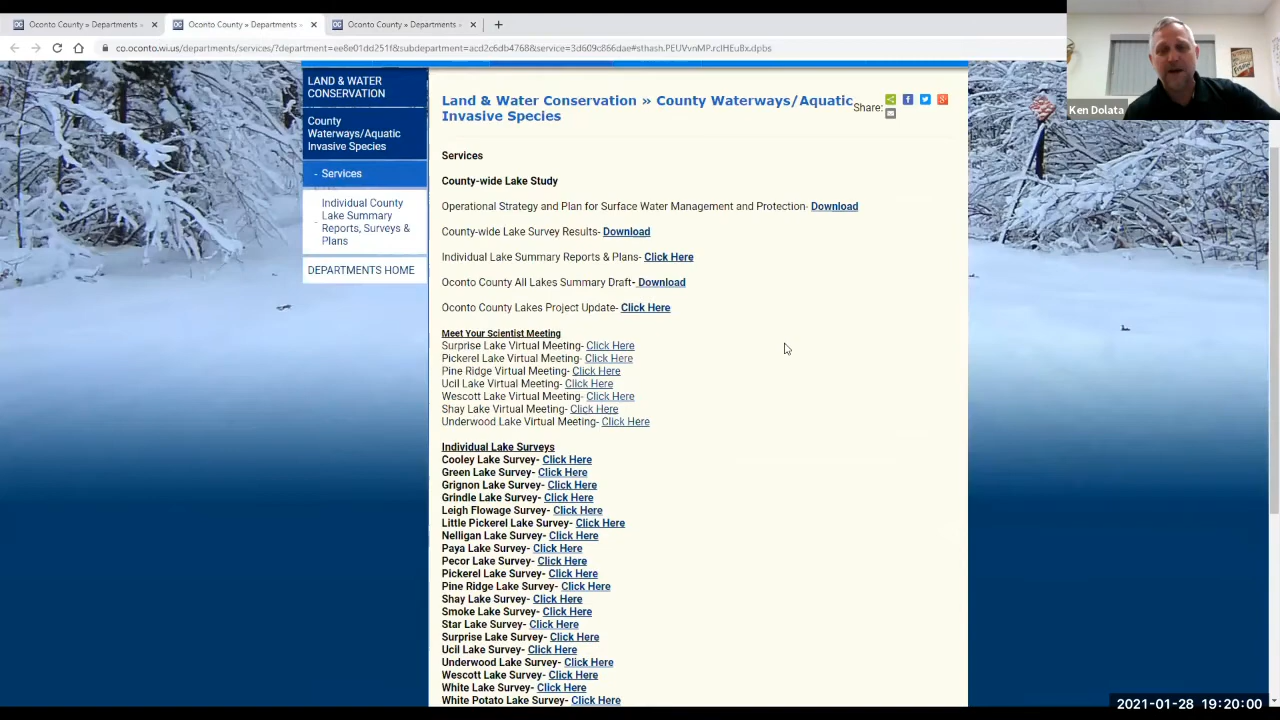 Oconto County » Departments »
Oconto County » Departments »
Oconto County » Departments »
co.oconto.wi.us/departments/services/?department=ee8e01dd251f&subdepartment=acd2c6db4768&service=3d609c866dae#sthash.PEUVvnMP.rcIHEuBx.dpbs
Ken Dolata
LAND & WATER
CONSERVATION
County
Waterways/Aquatic
Invasive Species
- Services
- Individual County
Lake Summary
Reports, Surveys &
Plans
DEPARTMENTS HOME
Land & Water Conservation » County Waterways/Aquatic
Invasive Species
Share:
Services
County-wide Lake Study
Operational Strategy and Plan for Surface Water Management and Protection- Download
County-wide Lake Survey Results- Download
Individual Lake Summary Reports & Plans- Click Here
Oconto County All Lakes Summary Draft- Download
Oconto County Lakes Project Update- Click Here
Meet Your Scientist Meeting
Surprise Lake Virtual Meeting- Click Here
Pickerel Lake Virtual Meeting- Click Here
Pine Ridge Virtual Meeting- Click Here
Ucil Lake Virtual Meeting- Click Here
Wescott Lake Virtual Meeting- Click Here
Shay Lake Virtual Meeting- Click Here
Underwood Lake Virtual Meeting- Click Here
Individual Lake Surveys
Cooley Lake Survey- Click Here
Green Lake Survey- Click Here
Grignon Lake Survey- Click Here
Grindle Lake Survey- Click Here
Leigh Flowage Survey- Click Here
Little Pickerel Lake Survey- Click Here
Nelligan Lake Survey- Click Here
Paya Lake Survey- Click Here
Pecor Lake Survey- Click Here
Pickerel Lake Survey- Click Here
Pine Ridge Lake Survey- Click Here
Shay Lake Survey- Click Here
Smoke Lake Survey- Click Here
Star Lake Survey- Click Here
Surprise Lake Survey- Click Here
Ucil Lake Survey- Click Here
Underwood Lake Survey- Click Here
Wescott Lake Survey- Click Here
White Lake Survey- Click Here
White Potato Lake Survey- Click Here
2021-01-28 19:20:00